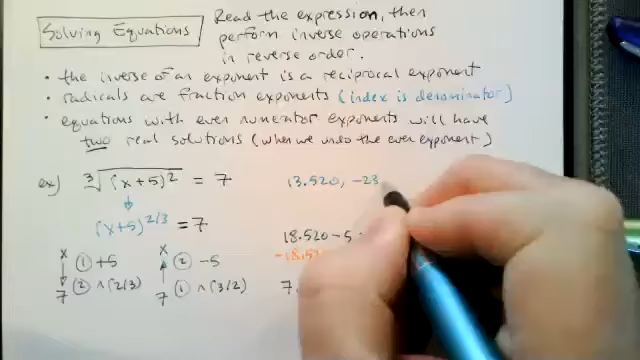 Solving Equations
Read the expression, then
perform inverse operations
in reverse order.
• the inverse of an exponent is a reciprocal exponent
• radicals are fraction exponents (index is denominator)
• equations with even numerator exponents will have
two real solutions (when we undo the even exponent)
ex) ∛(x+5)² = 7
13.520, -23
(x+5)^2/3 = 7
18.520 - 5
x ① +5
x ② -5
-18.5
7 ② ^(2/3)
7 ① ^(3/2)
7.